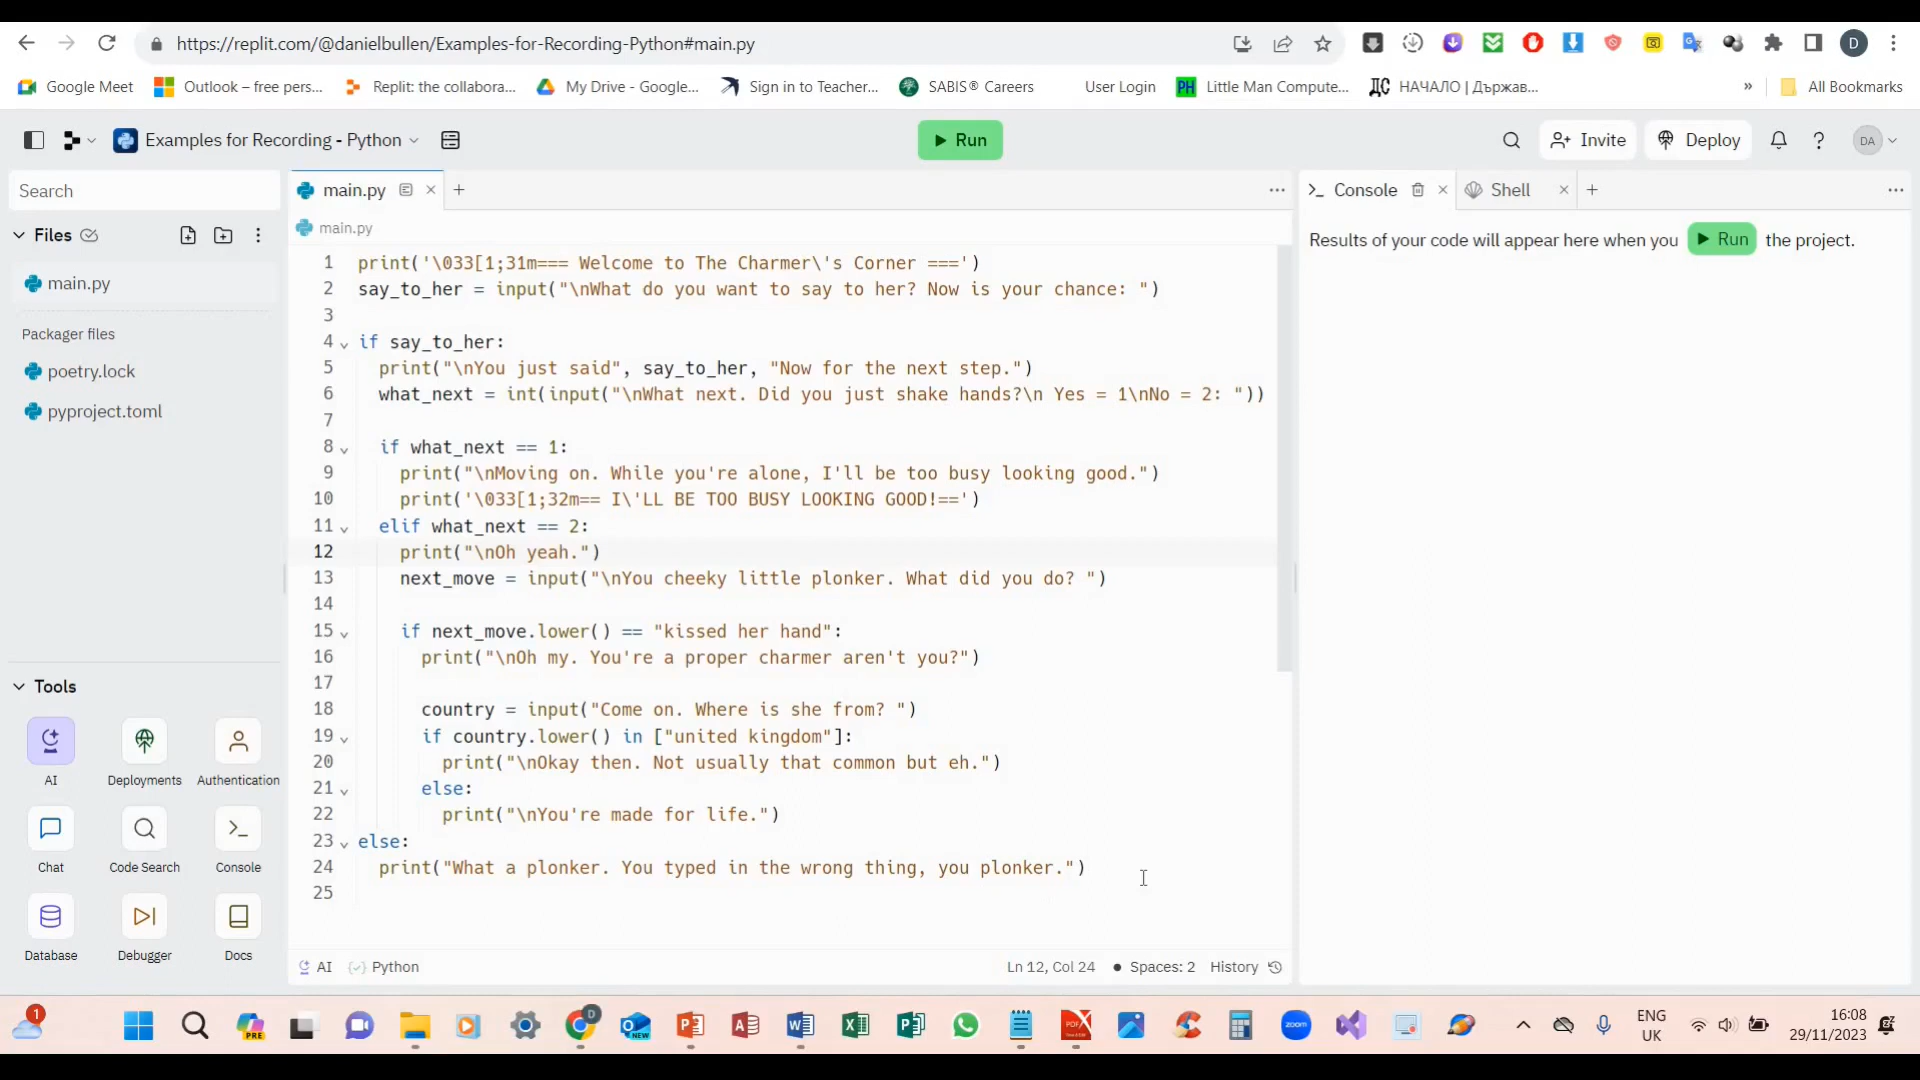 https://replit.com/@danielbullen/Examples-for-Recording-Python#main.py
D
Google Meet
Outlook – free pers...
Replit: the collabora...
My Drive - Google...
Sign in to Teacher...
SABIS® Careers
User Login
PH
Little Man Compute...
ДС
НАЧАЛО | Държав...
»
All Bookmarks
Examples for Recording - Python
Run
Invite
Deploy
DA
Search
main.py
Console
Shell
Files
main.py
Results of your code will appear here when you Run the project.
main.py
Packager files
poetry.lock
pyproject.toml
1 print('\033[1;31m=== Welcome to The Charmer\'s Corner ===')
2 say_to_her = input("\nWhat do you want to say to her? Now is your chance: ")
3
4 if say_to_her:
5 print("\nYou just said", say_to_her, "Now for the next step.")
6 what_next = int(input("\nWhat next. Did you just shake hands?\n Yes = 1\nNo = 2: "))
7
8 if what_next == 1:
9 print("\nMoving on. While you're alone, I'll be too busy looking good.")
10 print('\033[1;32m== I\'LL BE TOO BUSY LOOKING GOOD!==')
11 elif what_next == 2:
12 print("\nOh yeah.")
13 next_move = input("\nYou cheeky little plonker. What did you do? ")
14
15 if next_move.lower() == "kissed her hand":
16 print("\nOh my. You're a proper charmer aren't you?")
17
18 country = input("Come on. Where is she from? ")
19 if country.lower() in ["united kingdom"]:
20 print("\nOkay then. Not usually that common but eh.")
21 else:
22 print("\nYou're made for life.")
23 else:
24 print("What a plonker. You typed in the wrong thing, you plonker.")
25
Tools
AI
Deployments
Authentication
Chat
Code Search
Console
Database
Debugger
Docs
AI
Python
Ln 12, Col 24
Spaces: 2
History
1
PRE
D
NEW
PDF
zoom
ENG
UK
16:08
29/11/2023